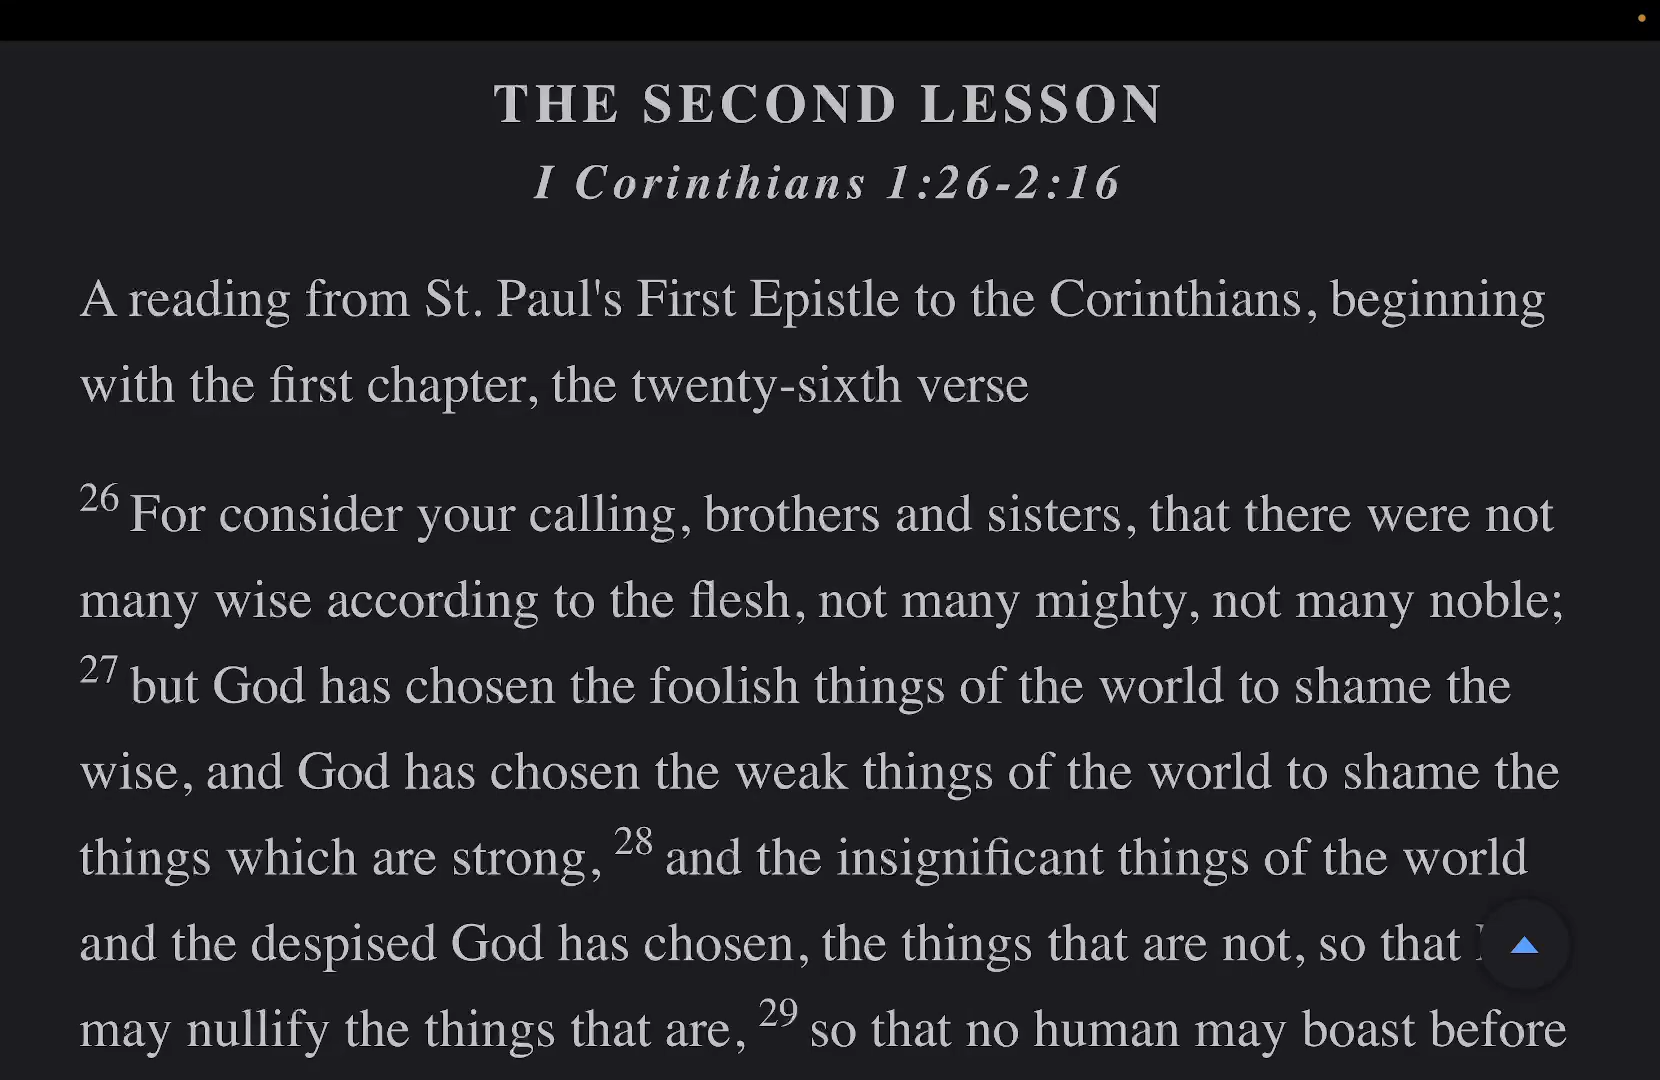 THE SECOND LESSON
I Corinthians 1:26-2:16
A reading from St. Paul's First Epistle to the Corinthians, beginning
with the first chapter, the twenty-sixth verse
26 For consider your calling, brothers and sisters, that there were not
many wise according to the flesh, not many mighty, not many noble;
27 but God has chosen the foolish things of the world to shame the
wise, and God has chosen the weak things of the world to shame the
things which are strong, 28 and the insignificant things of the world
and the despised God has chosen, the things that are not, so that
may nullify the things that are, 29 so that no human may boast before